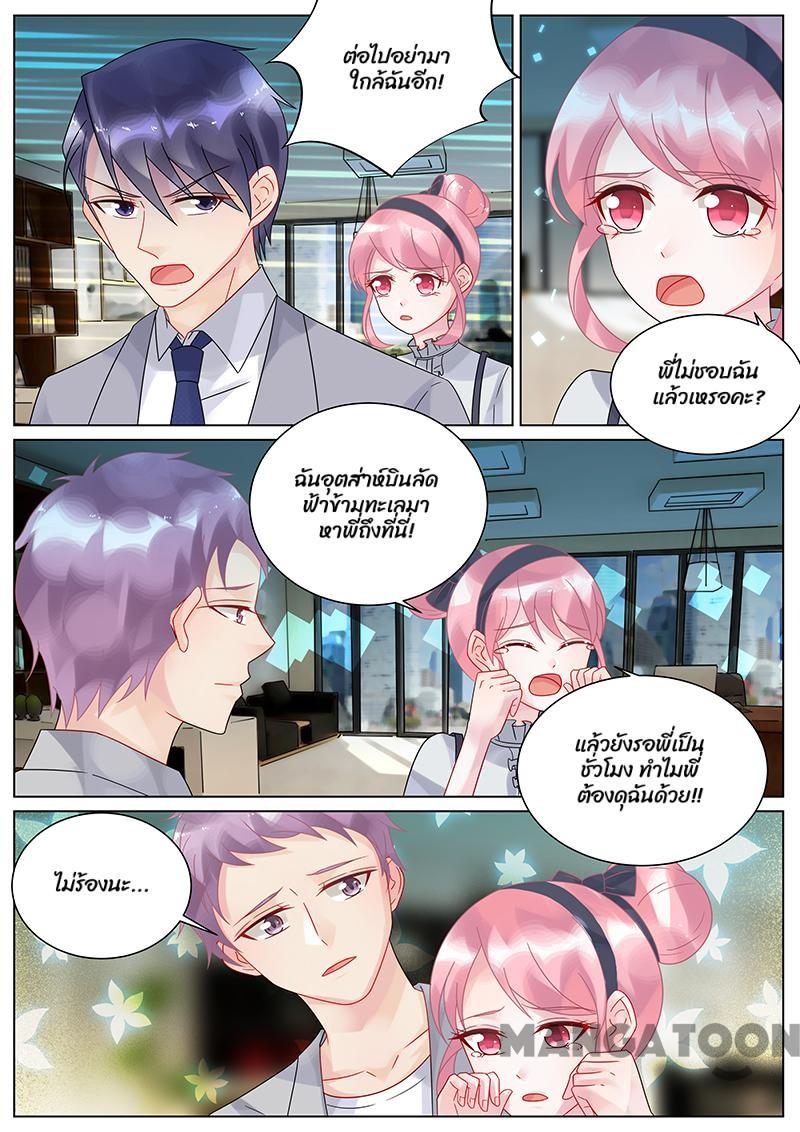 ต่อไปอย่ามา
ใกล้ฉันอีก!
พี่ไม่ชอบฉัน
แล้วเหรอคะ?
ฉันอุตส่าห์บินลัด
ฟ้าข้ามทะเลมา
หาพี่ถึงที่นี่!
แล้วยังรอพี่เป็น
ชั่วโมง ทำไมพี่
ต้องดุฉันด้วย!!
ไม่ร้องนะ...
MANGATOON